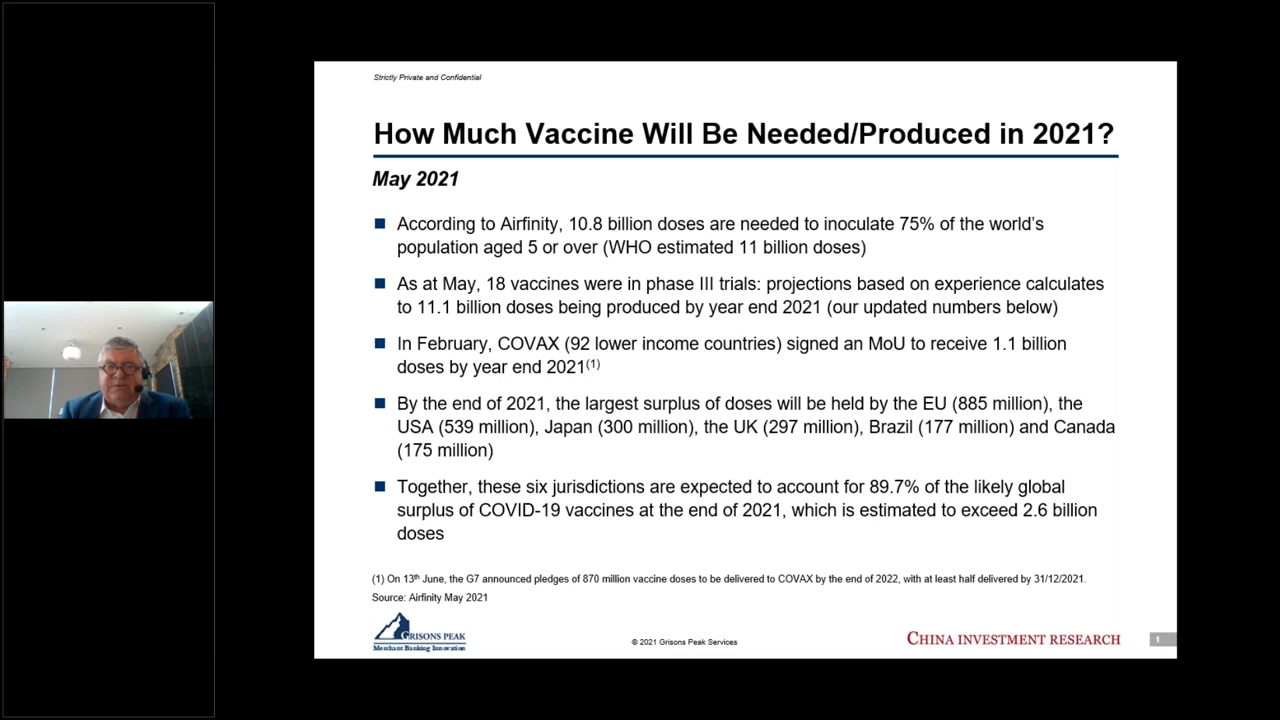 Strictly Private and Confidential
How Much Vaccine Will Be Needed/Produced in 2021?
May 2021
According to Airfinity, 10.8 billion doses are needed to inoculate 75% of the world's
population aged 5 or over (WHO estimated 11 billion doses)
As at May, 18 vaccines were in phase III trials: projections based on experience calculates
to 11.1 billion doses being produced by year end 2021 (our updated numbers below)
In February, COVAX (92 lower income countries) signed an MoU to receive 1.1 billion
doses by year end 2021(1)
By the end of 2021, the largest surplus of doses will be held by the EU (885 million), the
USA (539 million), Japan (300 million), the UK (297 million), Brazil (177 million) and Canada
(175 million)
Together, these six jurisdictions are expected to account for 89.7% of the likely global
surplus of COVID-19 vaccines at the end of 2021, which is estimated to exceed 2.6 billion
doses
(1) On 13th June, the G7 announced pledges of 870 million vaccine doses to be delivered to COVAX by the end of 2022, with at least half delivered by 31/12/2021.
Source: Airfinity May 2021
GRISONS PEAK
Merchant Banking Innovation
© 2021 Grisons Peak Services
CHINA INVESTMENT RESEARCH
1